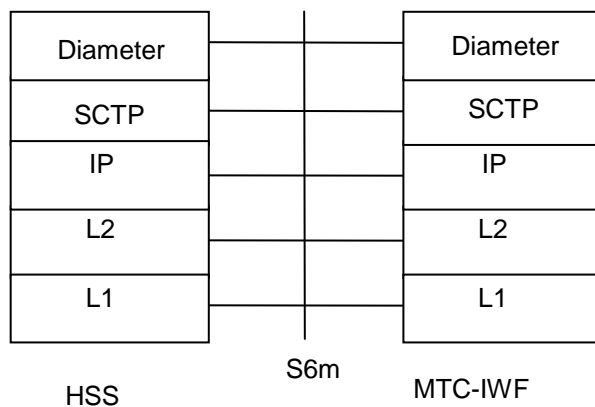 Diameter
SCTP
IP
L2
L1
HSS
S6m
Diameter
SCTP
IP
L2
L1
MTC-IWF